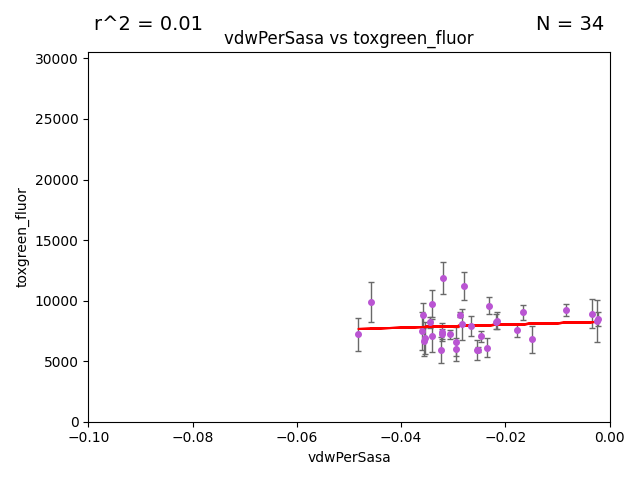 r^2 = 0.01
N = 34
vdwPerSasa vs toxgreen_fluor
30000
25000
20000
15000
10000
5000
0
toxgreen_fluor
−0.10
−0.08
−0.06
−0.04
−0.02
0.00
vdwPerSasa